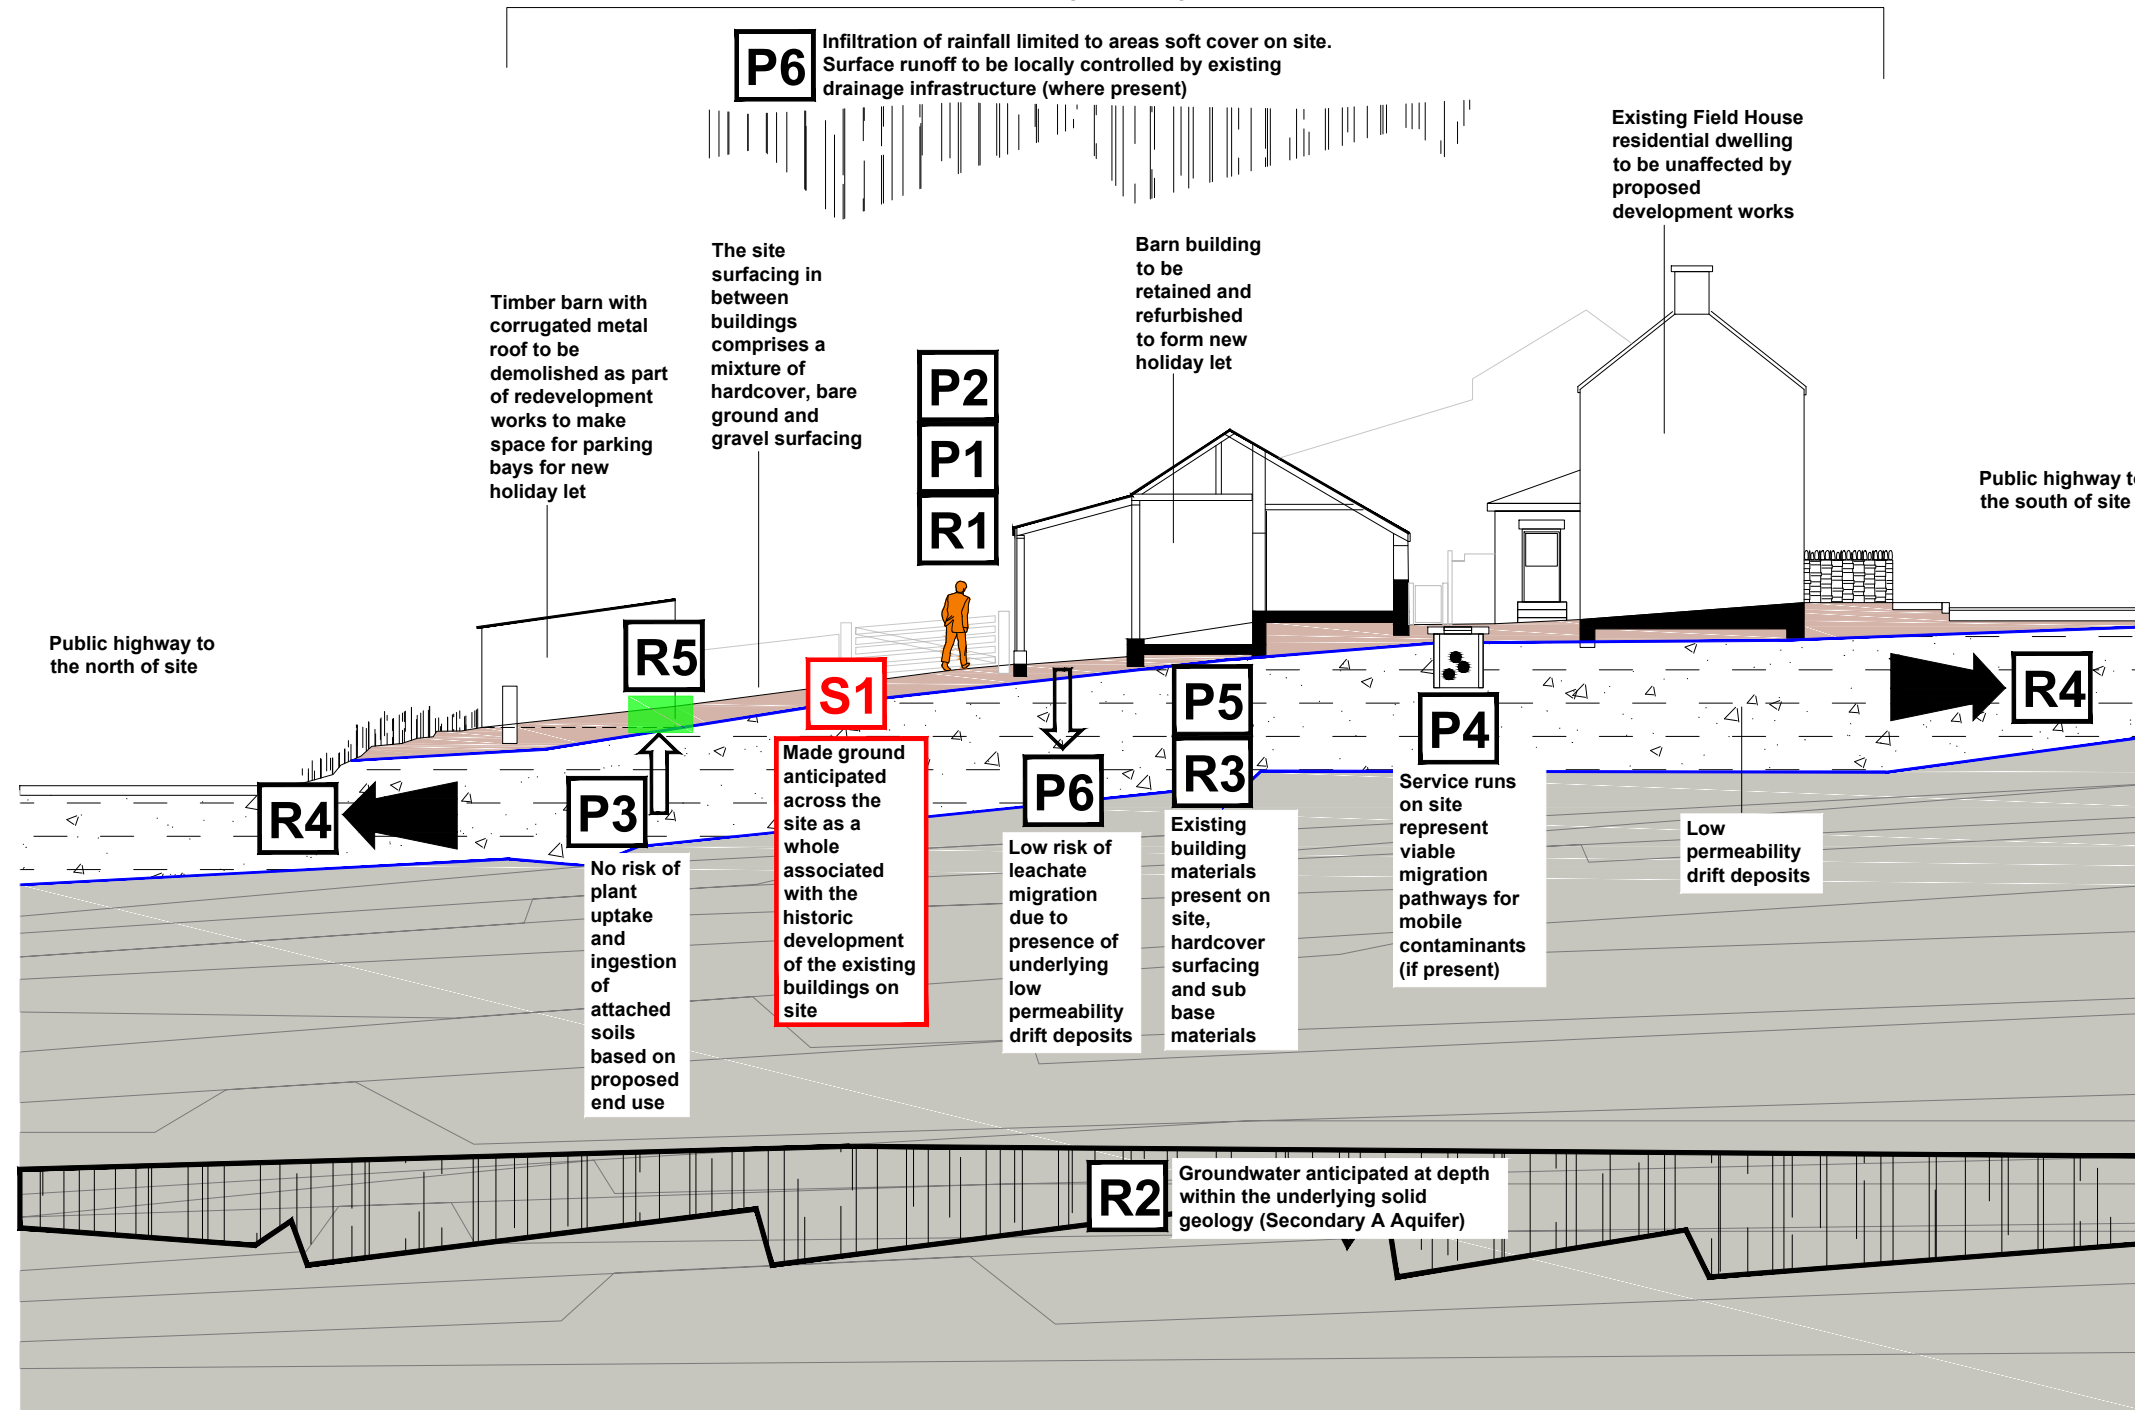 P6
Infiltration of rainfall limited to areas soft cover on site.
Surface runoff to be locally controlled by existing
drainage infrastructure (where present)
Existing Field House
residential dwelling
to be unaffected by
proposed
development works
The site
surfacing in
between
buildings
comprises a
mixture of
hardcover, bare
ground and
gravel surfacing
Barn building
to be
retained and
refurbished
to form new
holiday let
Timber barn with
corrugated metal
roof to be
demolished as part
of redevelopment
works to make
space for parking
bays for new
holiday let
P2
P1
R1
Public highway to
the south of site
Public highway to
the north of site
R5
S1
Made ground
anticipated
across the
site as a
whole
associated
with the
historic
development
of the existing
buildings on
site
R4
P3
No risk of
plant
uptake
and
ingestion
of
attached
soils
based on
proposed
end use
P6
Low risk of
leachate
migration
due to
presence of
underlying
low
permeability
drift deposits
P5
R3
Existing
building
materials
present on
site,
hardcover
surfacing
and sub
base
materials
P4
Service runs
on site
represent
viable
migration
pathways for
mobile
contaminants
(if present)
Low
permeability
drift deposits
R4
R2
Groundwater anticipated at depth
within the underlying solid
geology (Secondary A Aquifer)